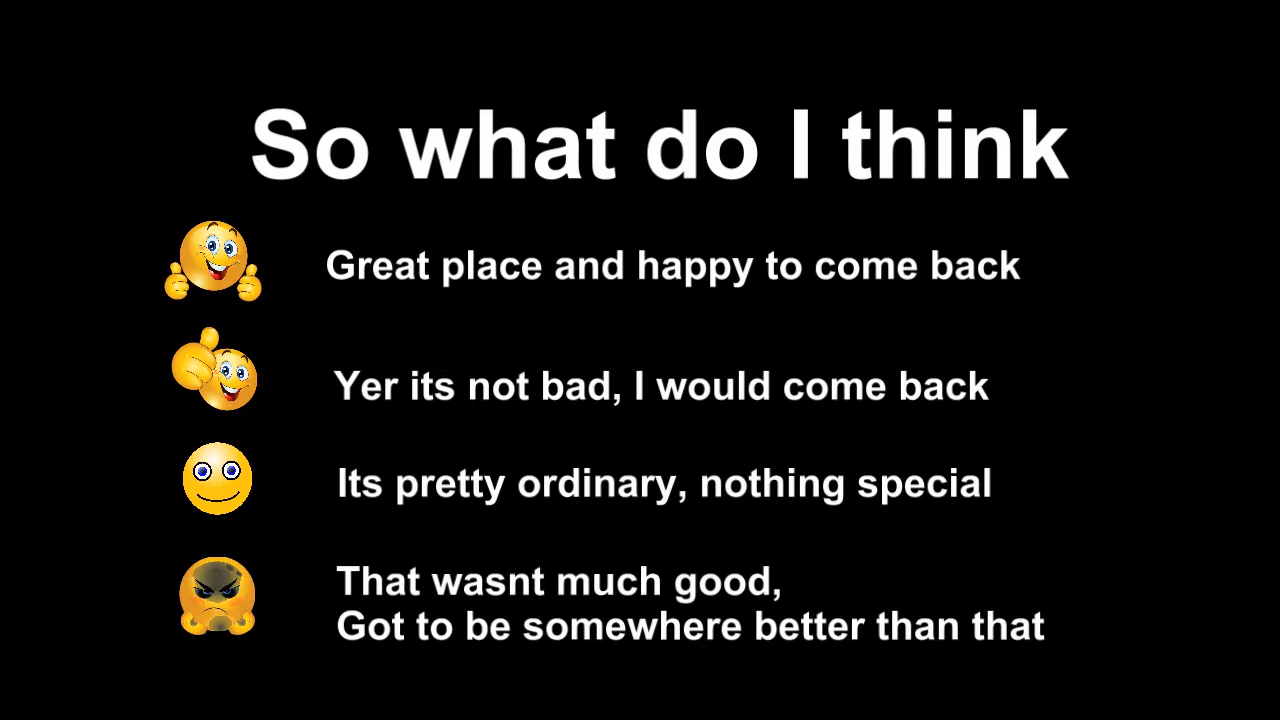 So what do I think
Great place and happy to come back
Yer its not bad, I would come back
Its pretty ordinary, nothing special
That wasnt much good,
Got to be somewhere better than that